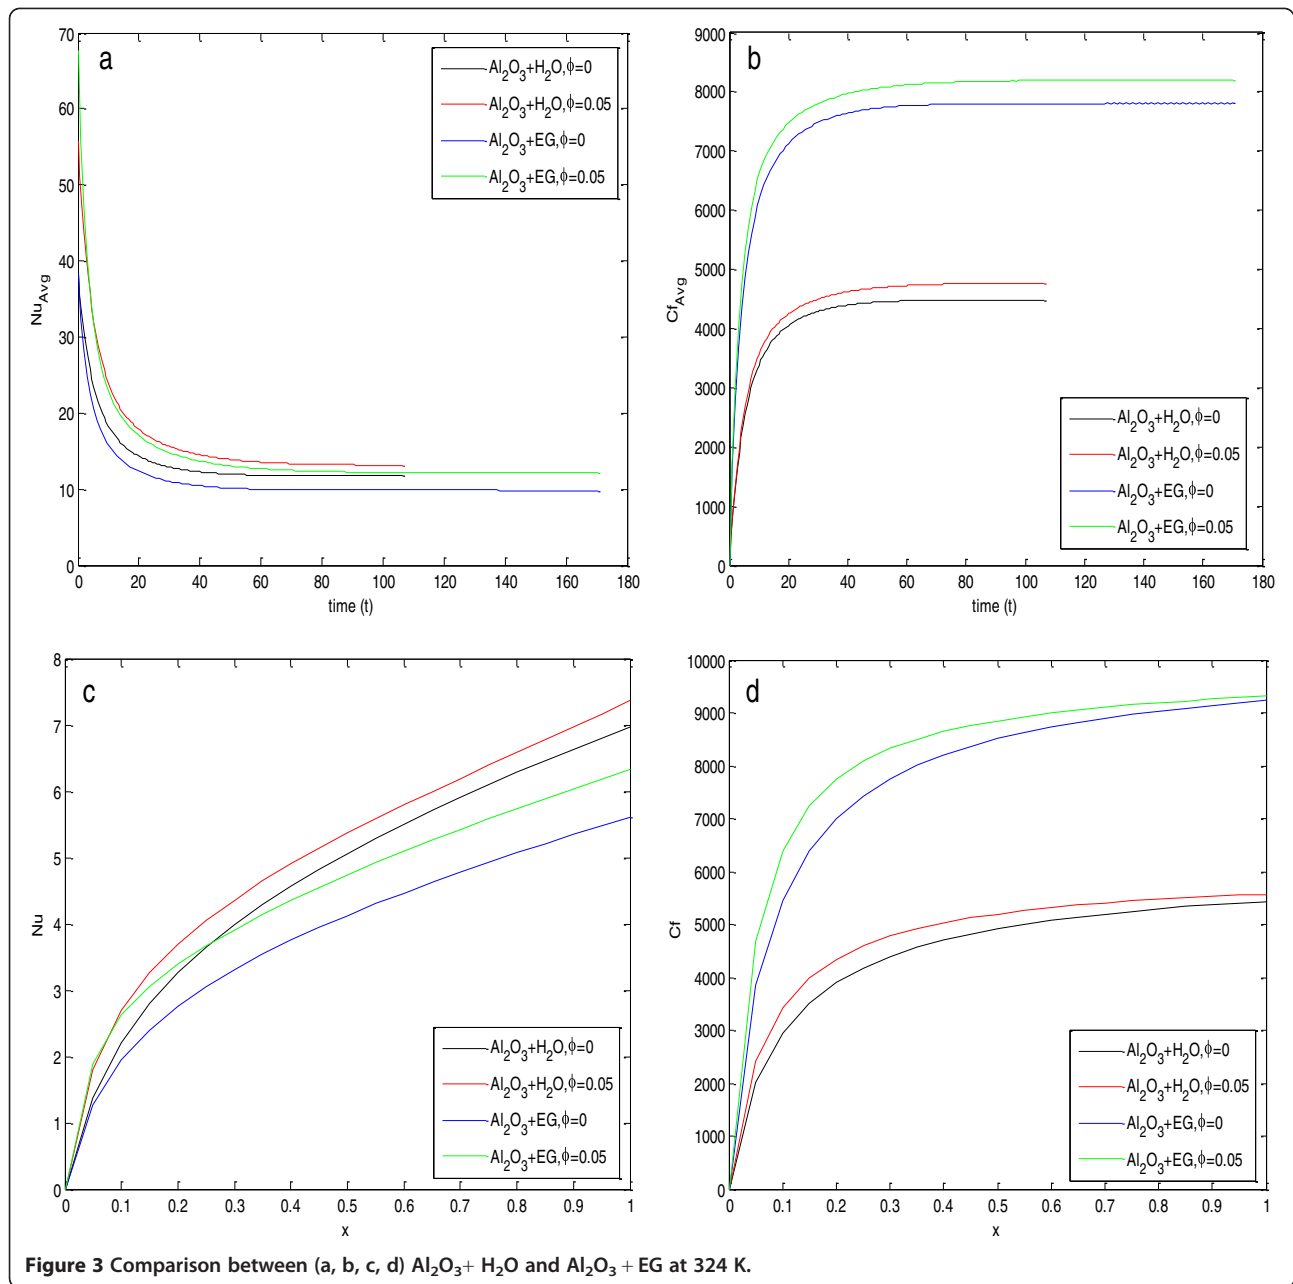 a
70
60
50
40
30
20
10
0
Nu_Avg
Al₂O₃+H₂O,ϕ=0
Al₂O₃+H₂O,ϕ=0.05
Al₂O₃+EG,ϕ=0
Al₂O₃+EG,ϕ=0.05
0 20 40 60 80 100 120 140 160 180
time (t)
b
9000
8000
7000
6000
5000
4000
3000
2000
1000
0
Cf_Avg
Al₂O₃+H₂O,ϕ=0
Al₂O₃+H₂O,ϕ=0.05
Al₂O₃+EG,ϕ=0
Al₂O₃+EG,ϕ=0.05
0 20 40 60 80 100 120 140 160 180
time (t)
c
8
7
6
5
4
3
2
1
0
Nu
Al₂O₃+H₂O,ϕ=0
Al₂O₃+H₂O,ϕ=0.05
Al₂O₃+EG,ϕ=0
Al₂O₃+EG,ϕ=0.05
0 0.1 0.2 0.3 0.4 0.5 0.6 0.7 0.8 0.9 1
x
d
10000
9000
8000
7000
6000
5000
4000
3000
2000
1000
0
Cf
Al₂O₃+H₂O,ϕ=0
Al₂O₃+H₂O,ϕ=0.05
Al₂O₃+EG,ϕ=0
Al₂O₃+EG,ϕ=0.05
0 0.1 0.2 0.3 0.4 0.5 0.6 0.7 0.8 0.9 1
x
Figure 3 Comparison between (a, b, c, d) Al₂O₃+ H₂O and Al₂O₃ + EG at 324 K.